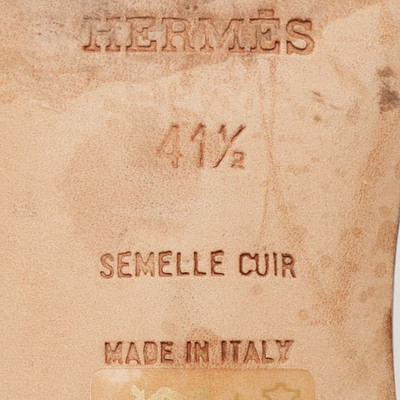 HERMÈS
41½
SEMELLE CUIR
MADE IN ITALY